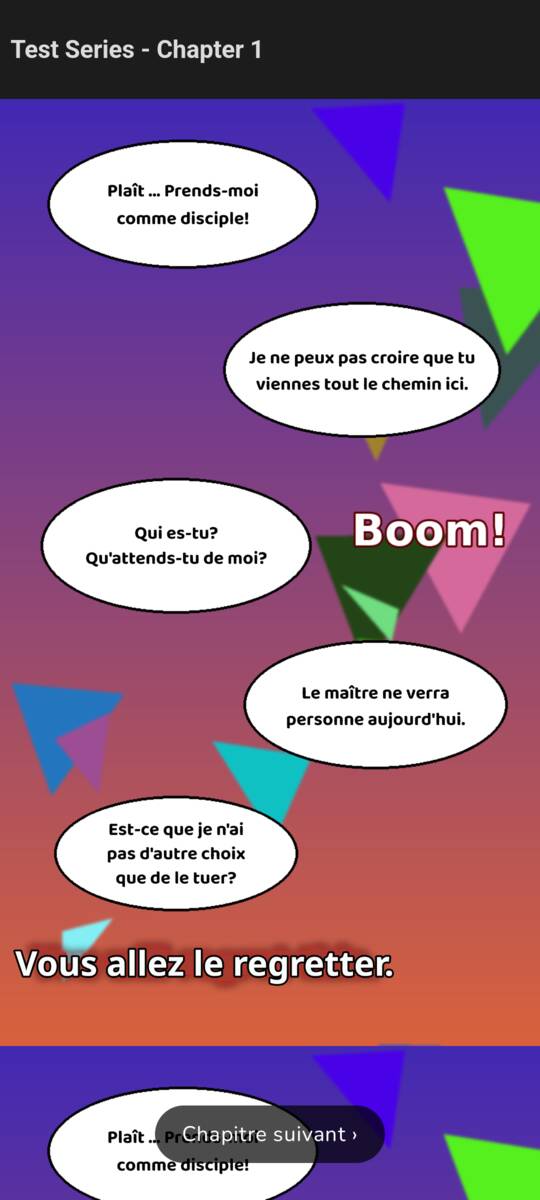 Test Series - Chapter 1
Plaît ... Prends-moi
comme disciple!
Je ne peux pas croire que tu
viennes tout le chemin ici.
Qui es-tu?
Qu'attends-tu de moi?
Boom!
Le maître ne verra
personne aujourd'hui.
Est-ce que je n'ai
pas d'autre choix
que de le tuer?
Vous allez le regretter.
Plaît ... Prends-moi
comme disciple!
Chapitre suivant ›